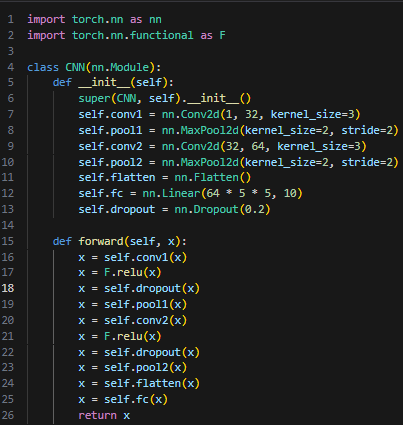 1 import torch.nn as nn
2 import torch.nn.functional as F
3
4 class CNN(nn.Module):
5     def __init__(self):
6         super(CNN, self).__init__()
7         self.conv1 = nn.Conv2d(1, 32, kernel_size=3)
8         self.pool1 = nn.MaxPool2d(kernel_size=2, stride=2)
9         self.conv2 = nn.Conv2d(32, 64, kernel_size=3)
10         self.pool2 = nn.MaxPool2d(kernel_size=2, stride=2)
11         self.flatten = nn.Flatten()
12         self.fc = nn.Linear(64 * 5 * 5, 10)
13         self.dropout = nn.Dropout(0.2)
14
15     def forward(self, x):
16         x = self.conv1(x)
17         x = F.relu(x)
18         x = self.dropout(x)
19         x = self.pool1(x)
20         x = self.conv2(x)
21         x = F.relu(x)
22         x = self.dropout(x)
23         x = self.pool2(x)
24         x = self.flatten(x)
25         x = self.fc(x)
26         return x